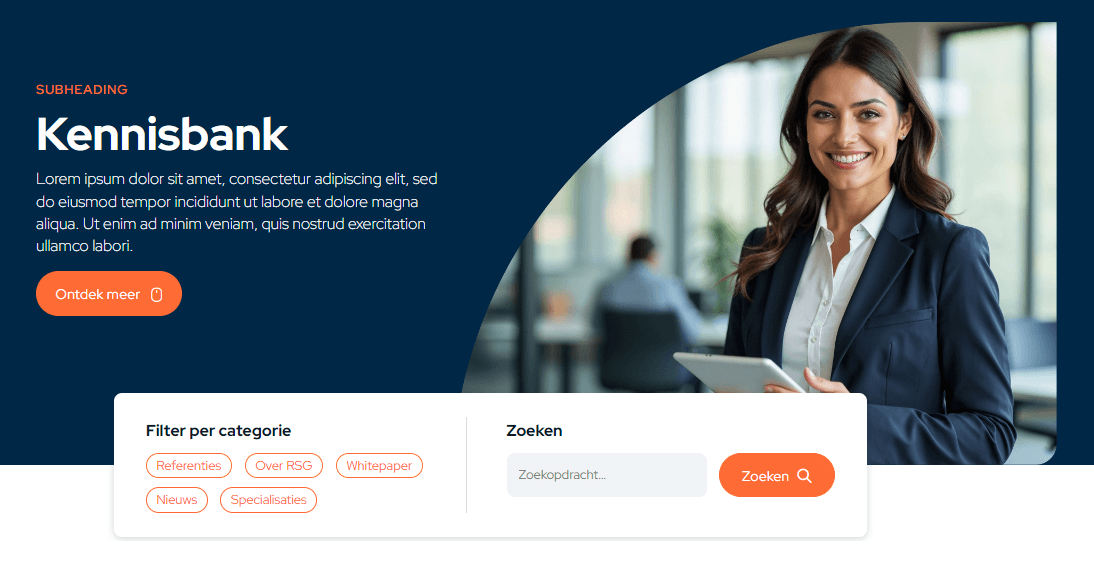 SUBHEADING
Kennisbank
Lorem ipsum dolor sit amet, consectetur adipiscing elit, sed
do eiusmod tempor incididunt ut labore et dolore magna
aliqua. Ut enim ad minim veniam, quis nostrud exercitation
ullamco labori.
Ontdek meer
Filter per categorie
Referenties
Over RSG
Whitepaper
Nieuws
Specialisaties
Zoeken
Zoekopdracht...
Zoeken